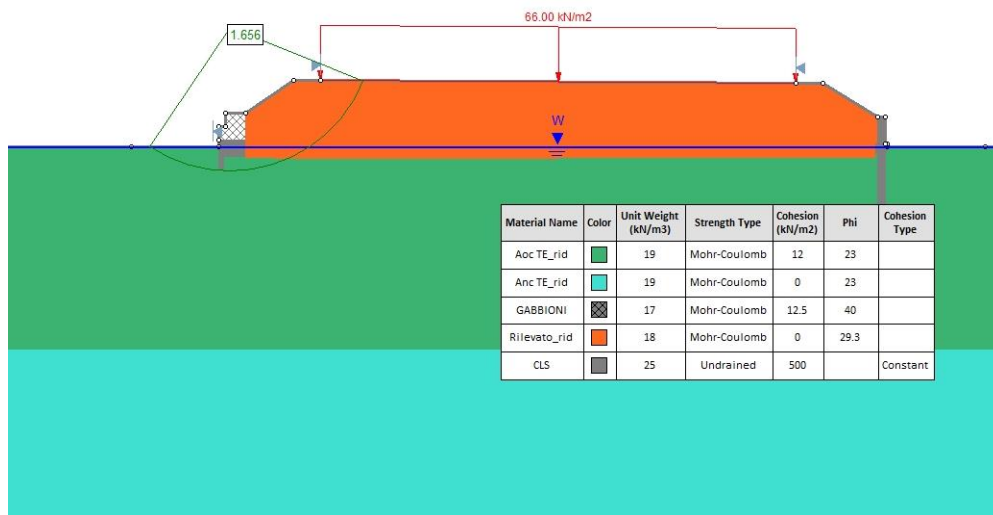 66.00 kN/m2
1.656
W
Material Name Color Unit Weight (kN/m3) Strength Type Cohesion (kN/m2) Phi Cohesion Type
Aoc TE_rid 19 Mohr-Coulomb 12 23
Anc TE_rid 19 Mohr-Coulomb 0 23
GABBIONI 17 Mohr-Coulomb 12.5 40
Rilevato_rid 18 Mohr-Coulomb 0 29.3
CLS 25 Undrained 500 Constant